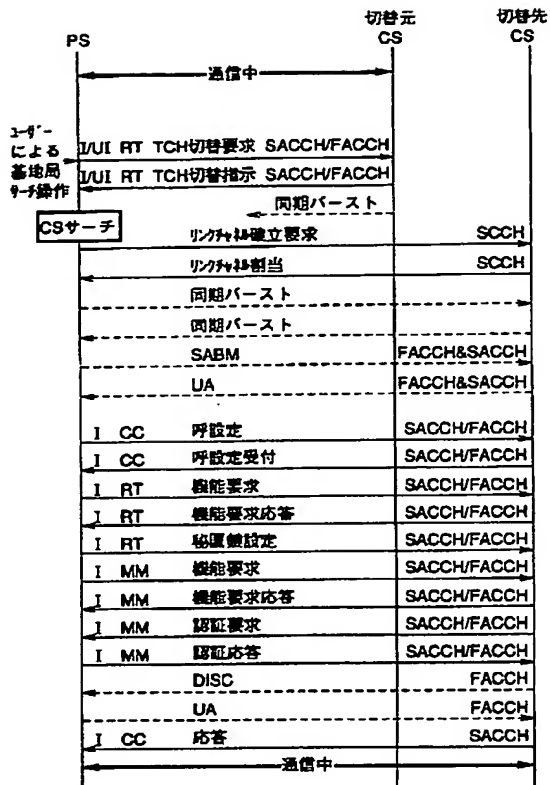 切替元 切替先
PS CS CS
通信中
ユーザー
による
基地局
サーチ操作
I/UI RT TCH切替要求 SACCH/FACCH
I/UI RT TCH切替指示 SACCH/FACCH
同期バースト
CSサーチ
リンクチャネル確立要求 SCCH
リンクチャネル割当 SCCH
同期バースト
同期バースト
SABM FACCH&SACCH
UA FACCH&SACCH
I CC 呼設定 SACCH/FACCH
I CC 呼設定受付 SACCH/FACCH
I RT 機能要求 SACCH/FACCH
I RT 機能要求応答 SACCH/FACCH
I RT 秘匿鍵設定 SACCH/FACCH
I MM 機能要求 SACCH/FACCH
I MM 機能要求応答 SACCH/FACCH
I MM 認証要求 SACCH/FACCH
I MM 認証応答 SACCH/FACCH
DISC FACCH
UA FACCH
I CC 応答 SACCH
通信中